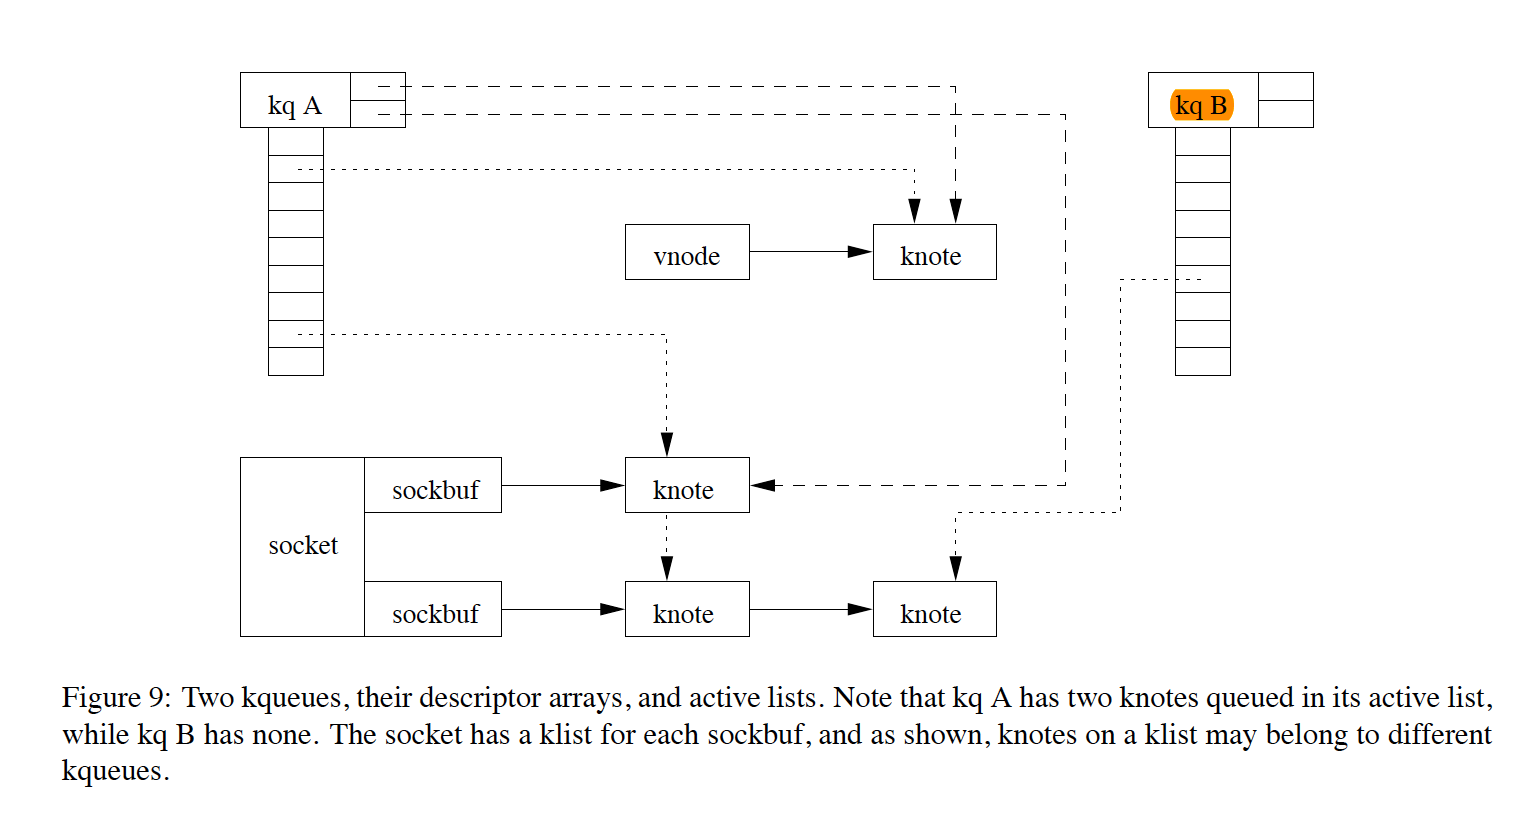 kq A
kq B
vnode
knote
sockbuf
knote
socket
sockbuf
knote
knote
Figure 9: Two kqueues, their descriptor arrays, and active lists. Note that kq A has two knotes queued in its active list,
while kq B has none. The socket has a klist for each sockbuf, and as shown, knotes on a klist may belong to different
kqueues.